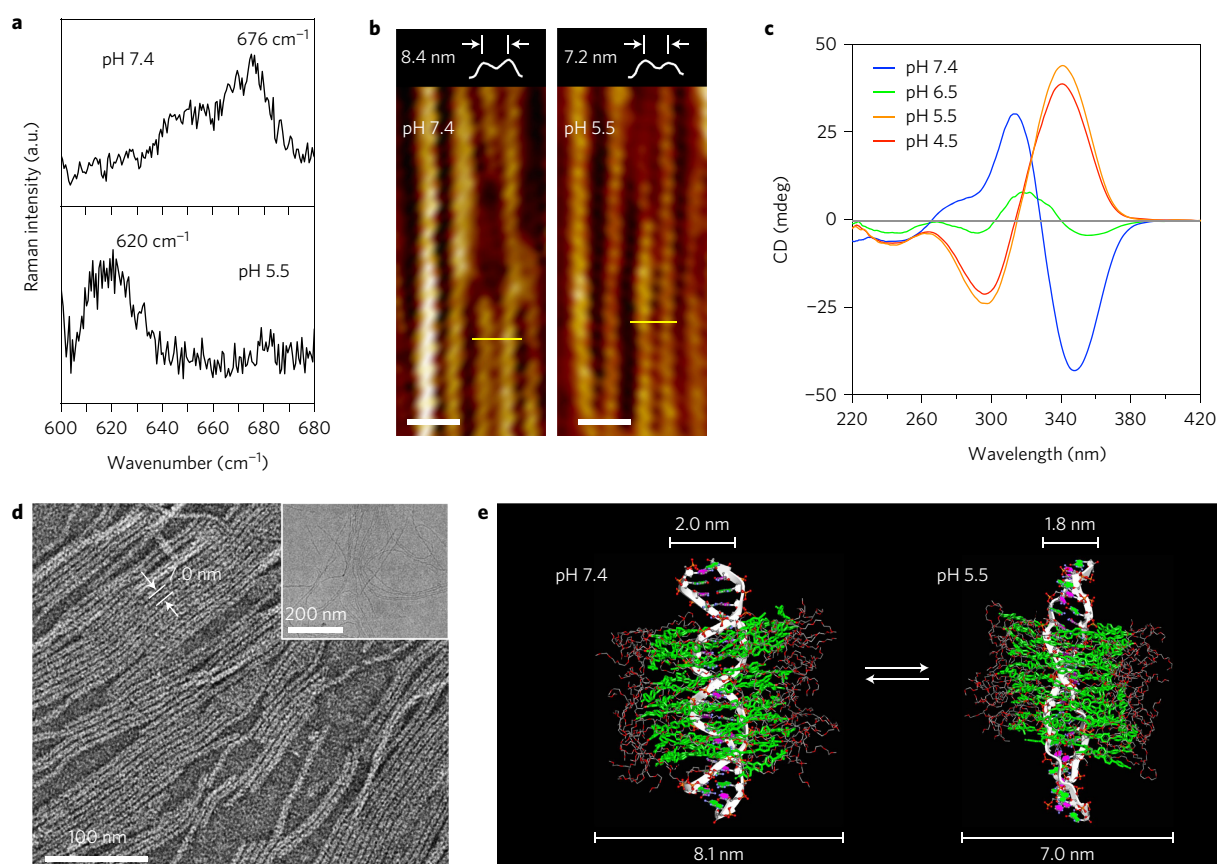 a
Raman intensity (a.u.)
676 cm⁻¹
pH 7.4
620 cm⁻¹
pH 5.5
600 620 640 660 680 680
Wavenumber (cm⁻¹)
b
8.4 nm
pH 7.4
7.2 nm
pH 5.5
c
CD (mdeg)
50
25
0
−25
−50
pH 7.4
pH 6.5
pH 5.5
pH 4.5
220 260 300 340 380 420
Wavelength (nm)
d
7.0 nm
200 nm
100 nm
e
2.0 nm
pH 7.4
8.1 nm
1.8 nm
pH 5.5
7.0 nm